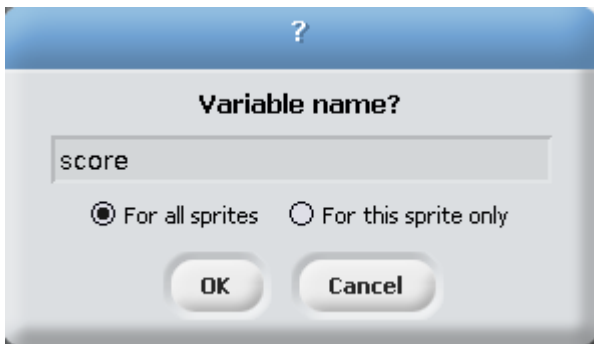 ?
Variable name?
score
For all sprites For this sprite only
OK Cancel